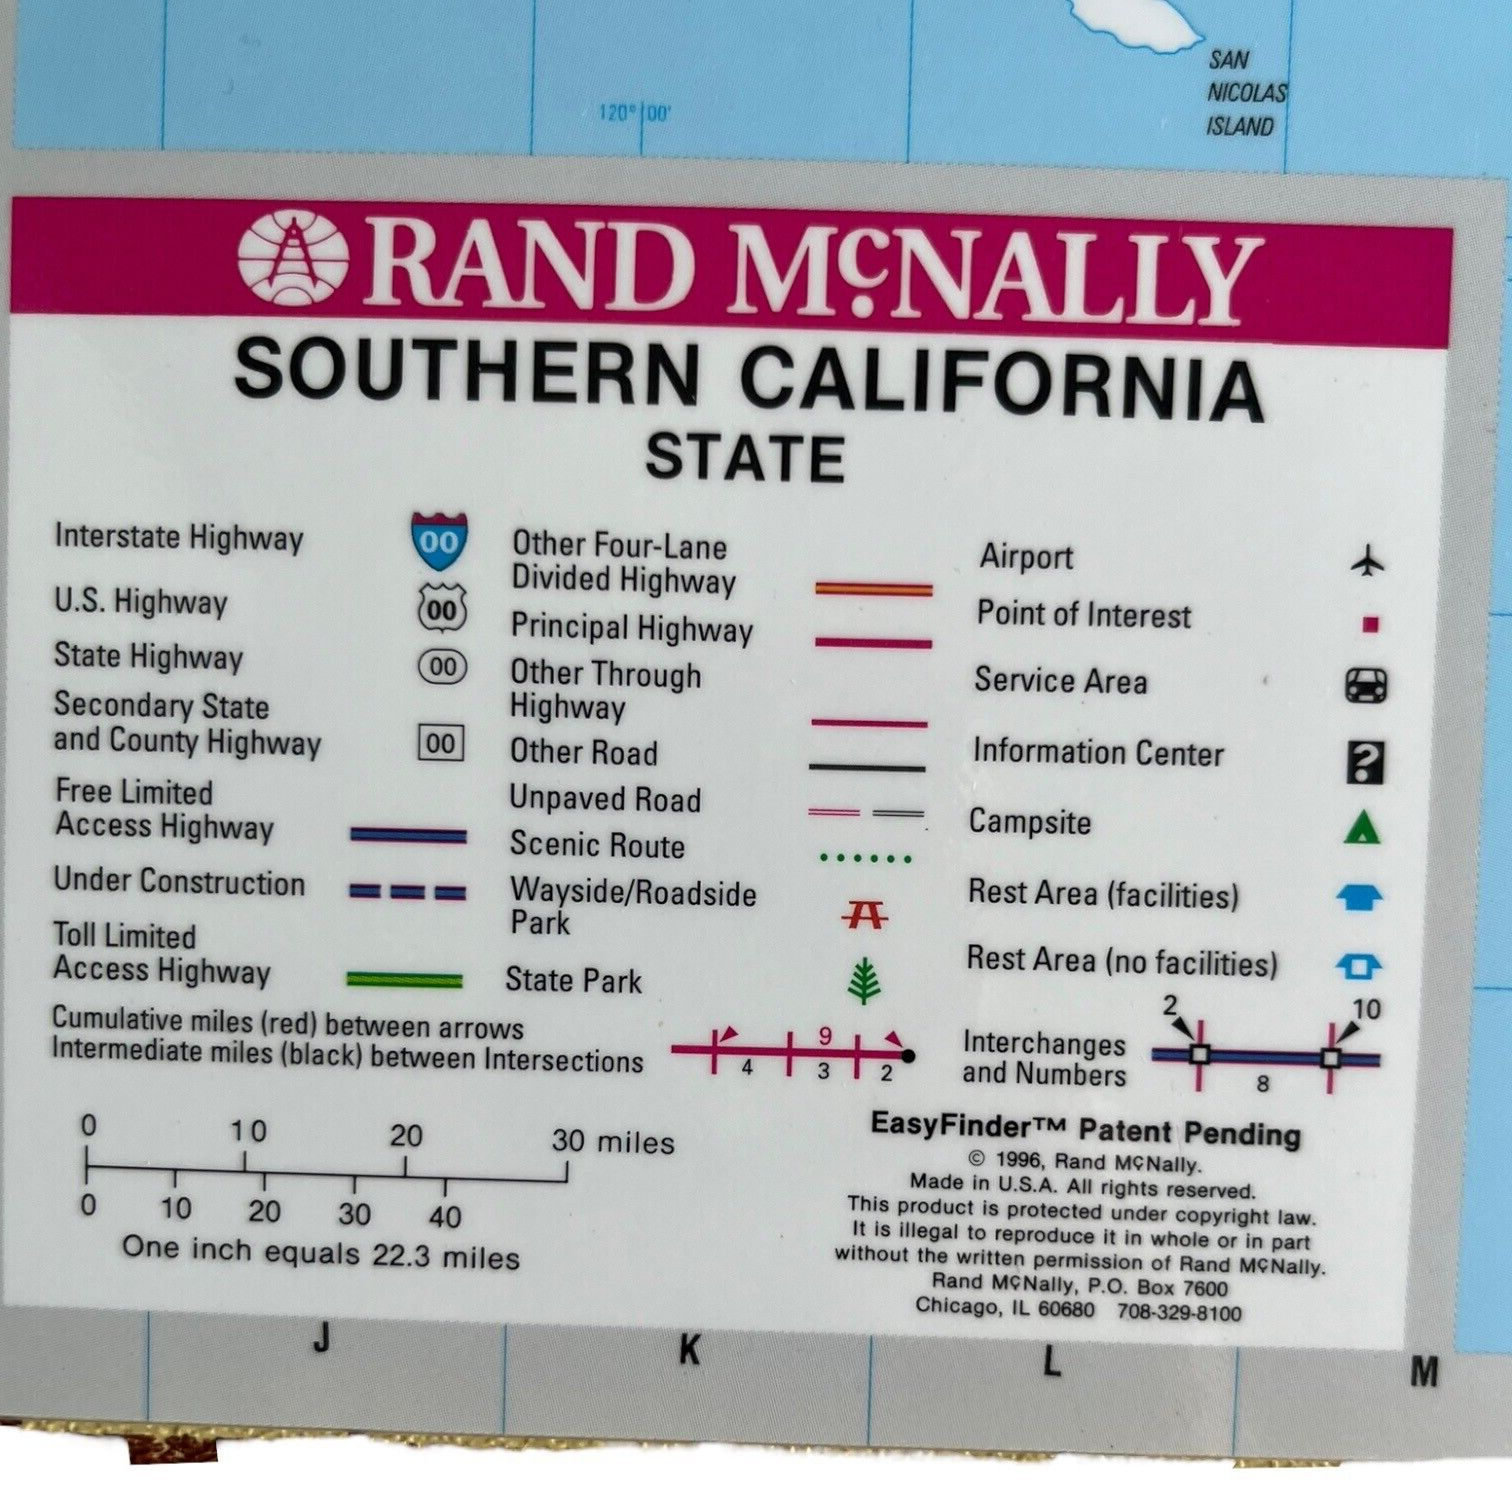 SAN
NICOLAS
ISLAND
120° 00'
RAND McNALLY
SOUTHERN CALIFORNIA
STATE
Interstate Highway 00
U.S. Highway 00
State Highway 00
Secondary State
and County Highway 00
Free Limited
Access Highway
Under Construction
Toll Limited
Access Highway
Other Four-Lane
Divided Highway
Principal Highway
Other Through
Highway
Other Road
Unpaved Road
Scenic Route
Wayside/Roadside
Park
State Park
Airport
Point of Interest
Service Area
Information Center ?
Campsite
Rest Area (facilities)
Rest Area (no facilities)
Cumulative miles (red) between arrows
Intermediate miles (black) between Intersections
9
4 3 2
Interchanges
and Numbers
2 10
8
0 10 20 30 miles
0 10 20 30 40
One inch equals 22.3 miles
EasyFinder™ Patent Pending
© 1996, Rand McNally.
Made in U.S.A. All rights reserved.
This product is protected under copyright law.
It is illegal to reproduce it in whole or in part
without the written permission of Rand McNally.
Rand McNally, P.O. Box 7600
Chicago, IL 60680 708-329-8100
J K L M